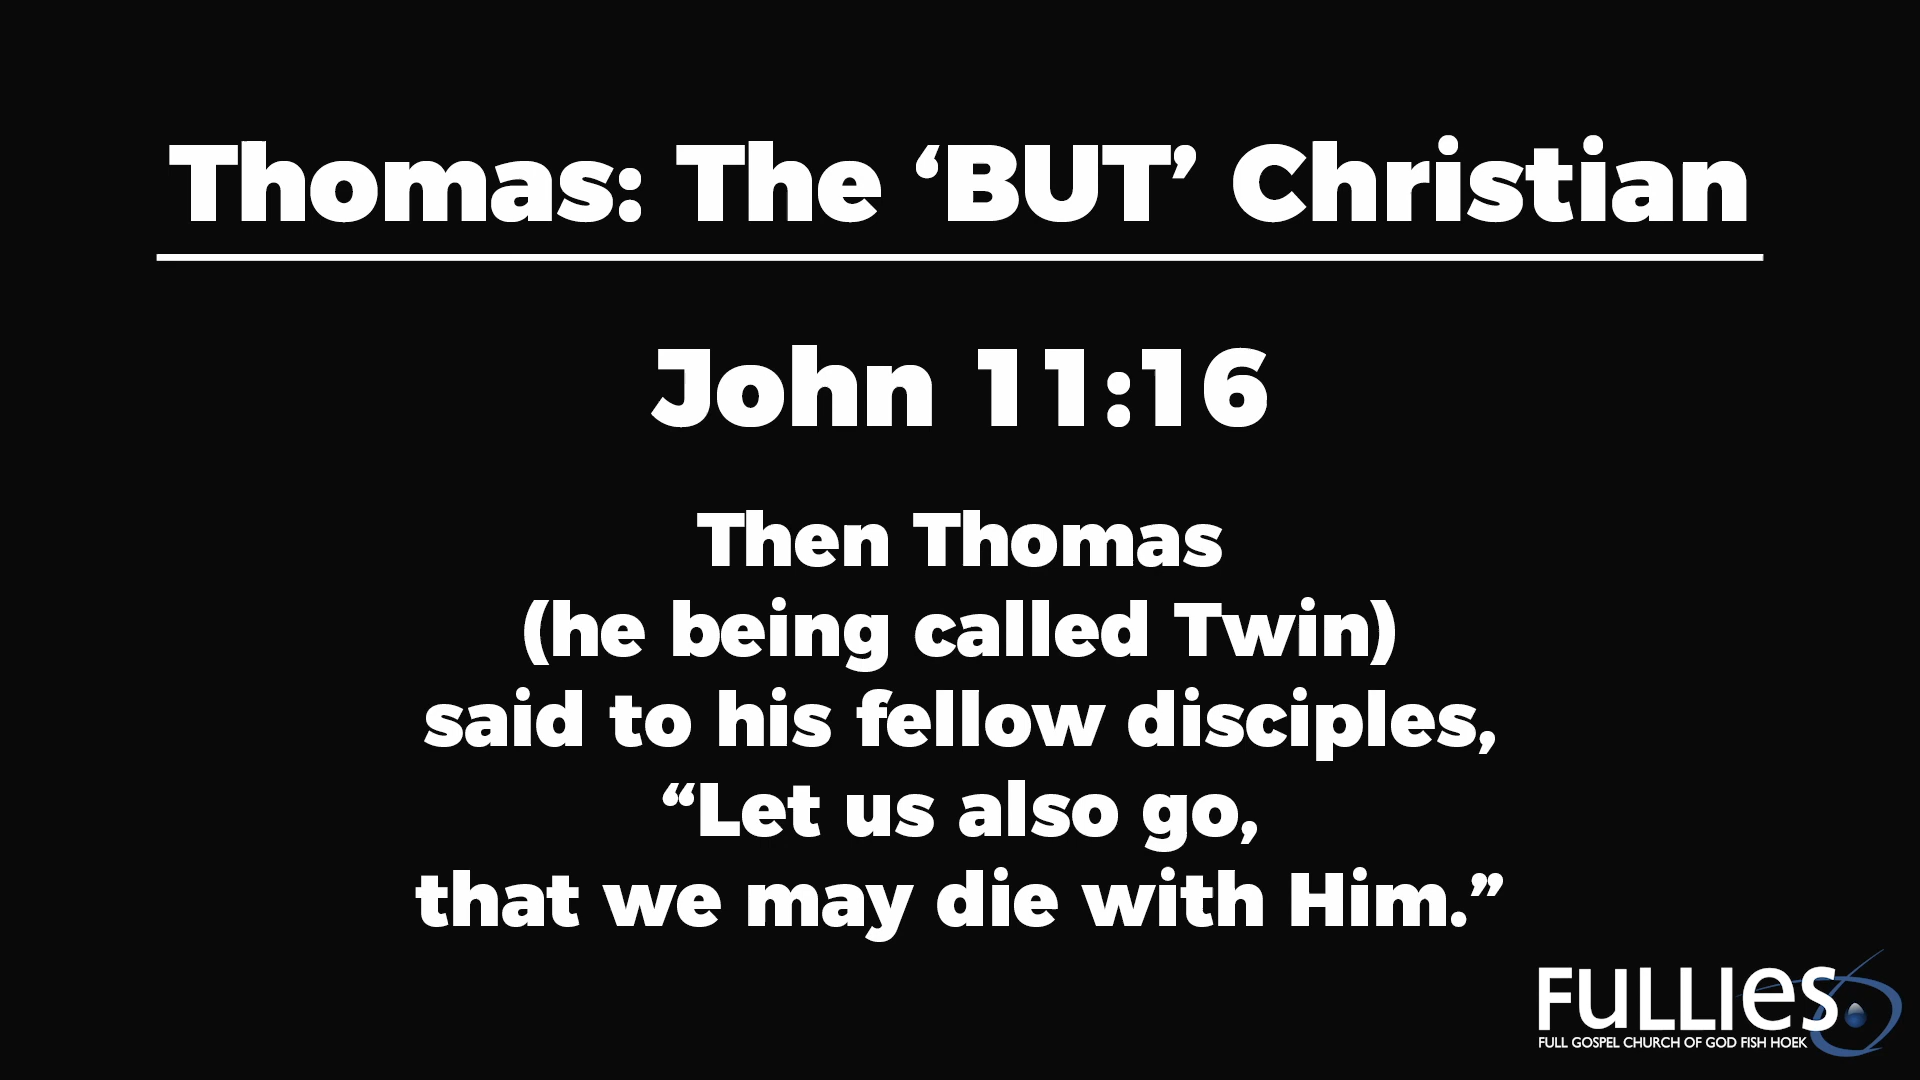 Thomas: The ‘BUT’ Christian
John 11:16
Then Thomas
(he being called Twin)
said to his fellow disciples,
“Let us also go,
that we may die with Him.”
FuLLIeS
FULL GOSPEL CHURCH OF GOD FISH HOEK